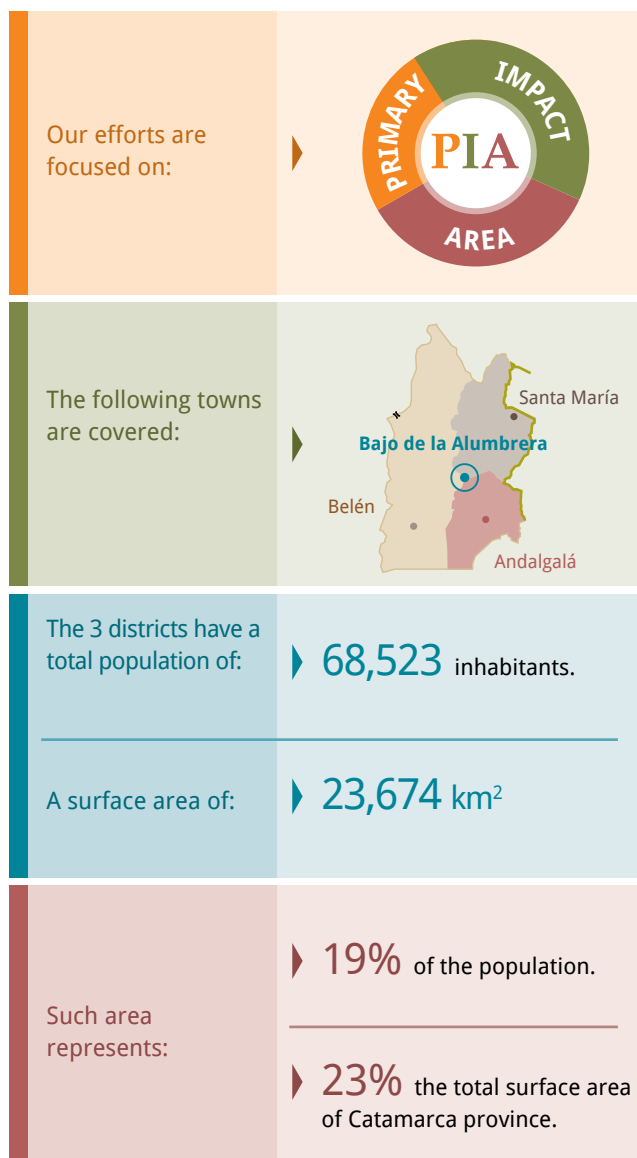 Our efforts are
focused on:
PRIMARY
IMPACT
AREA
PIA
The following towns
are covered:
Santa María
Bajo de la Alumbrera
Belén
Andalgalá
The 3 districts have a
total population of:
68,523 inhabitants.
A surface area of:
23,674 km²
Such area
represents:
19% of the population.
23% the total surface area
of Catamarca province.